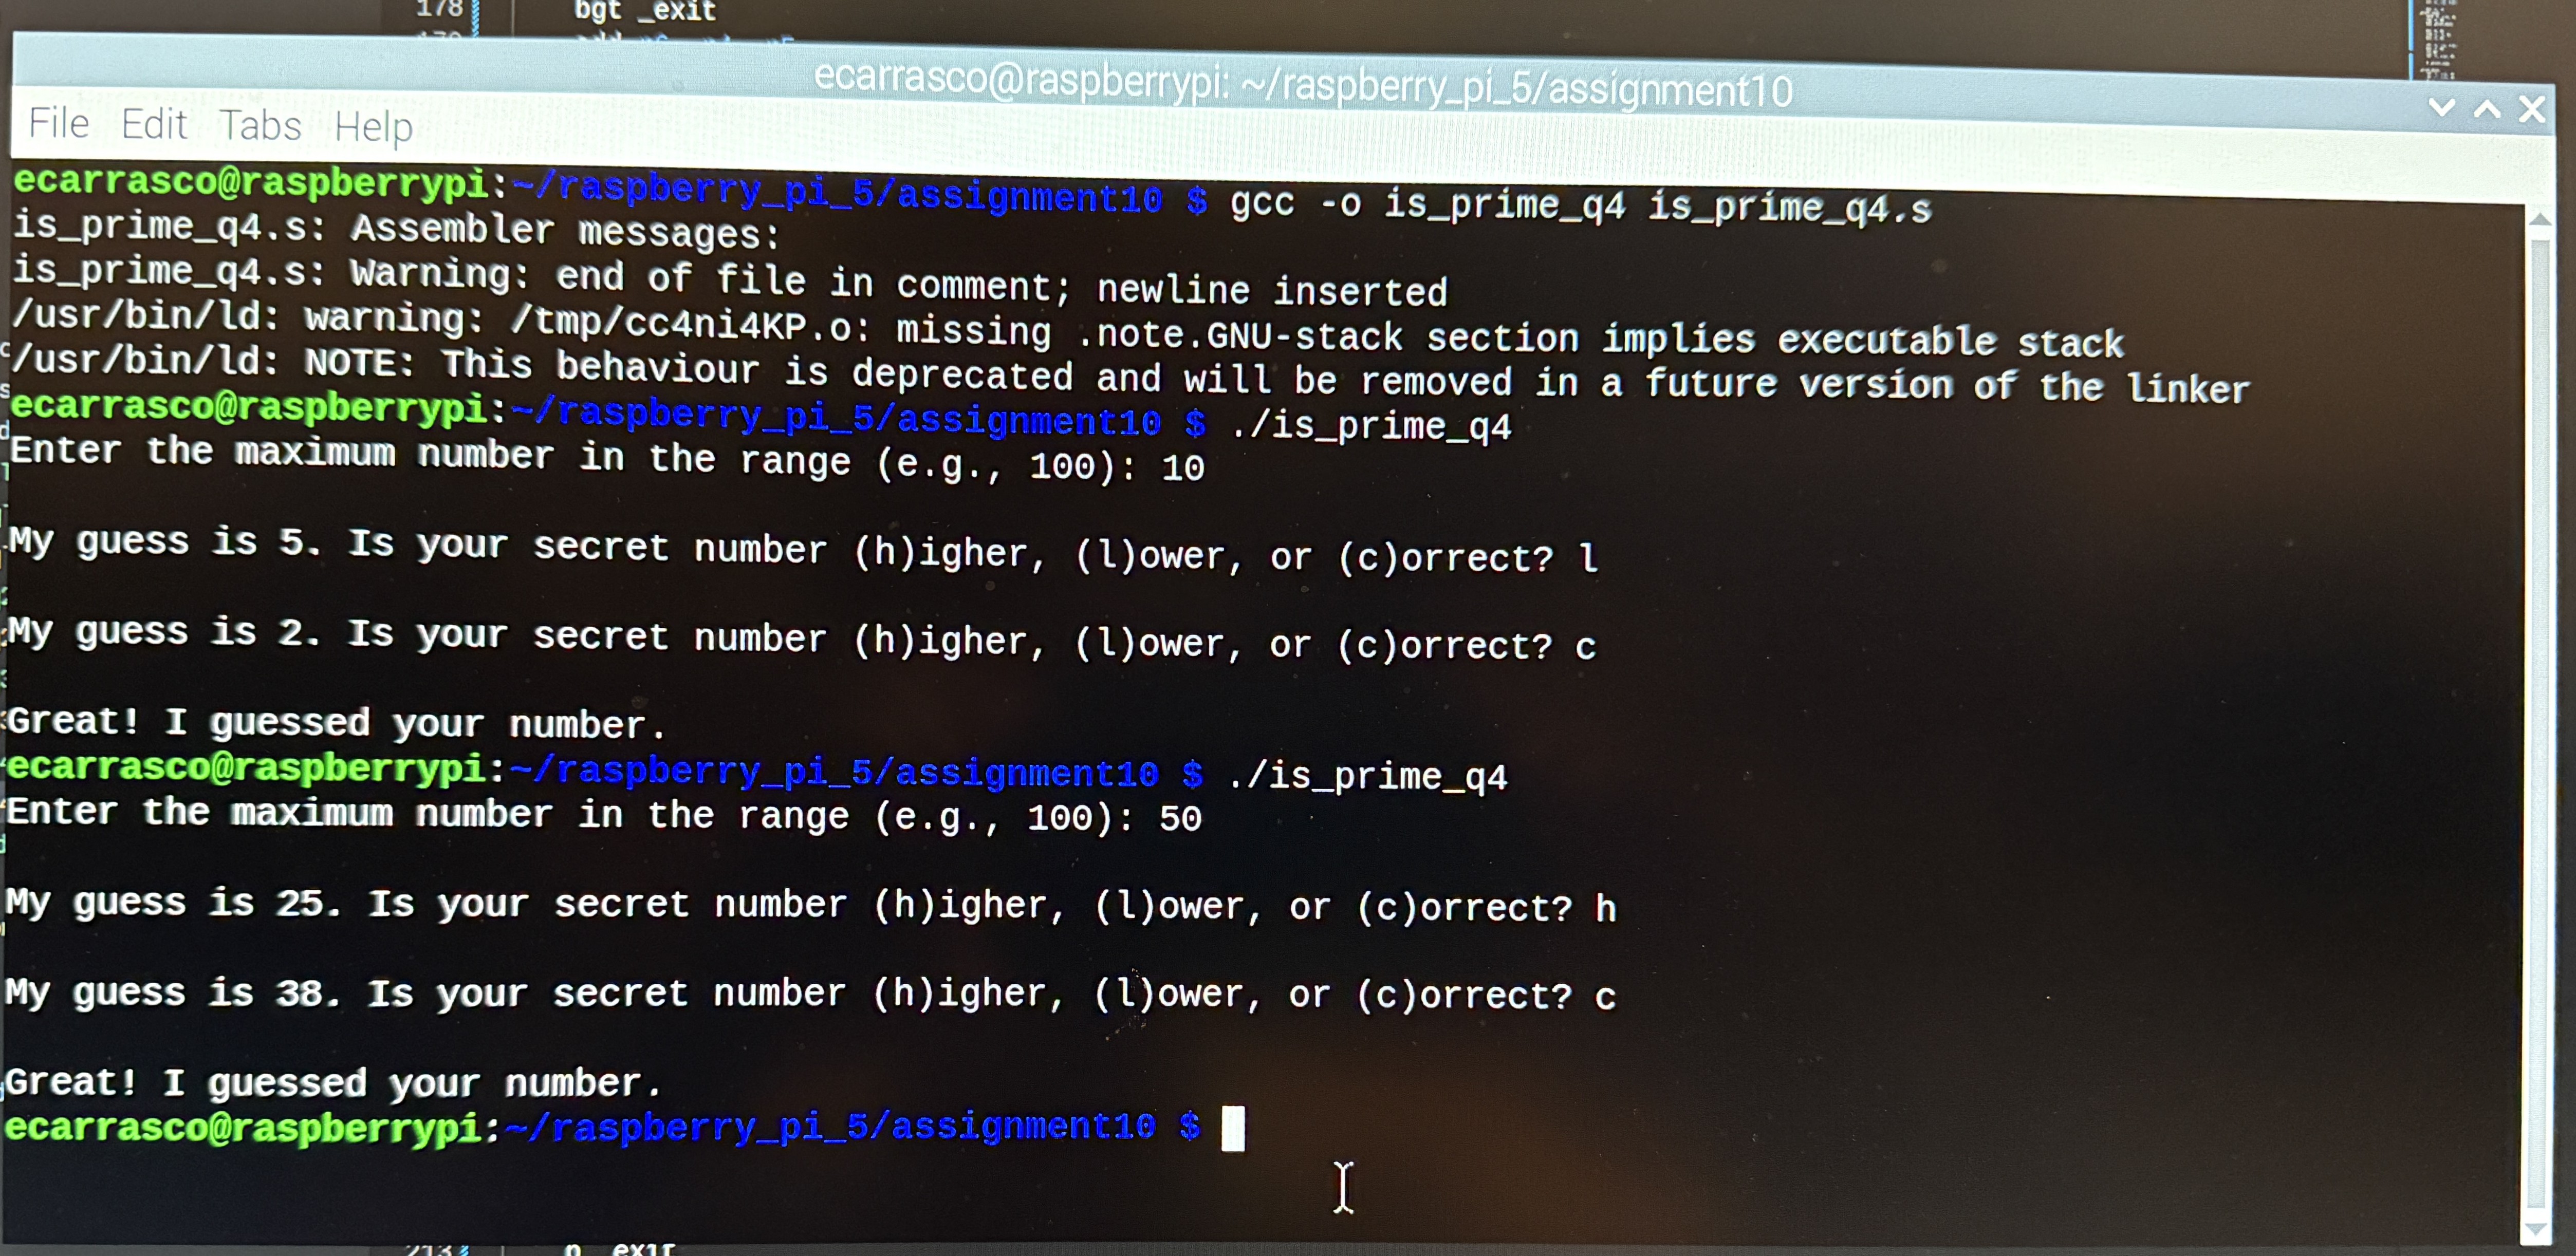 178 bgt _exit
ecarrasco@raspberrypi: ~/raspberry_pi_5/assignment10
File Edit Tabs Help
ecarrasco@raspberrypi:~/raspberry_pi_5/assignment10 $ gcc -o is_prime_q4 is_prime_q4.s
is_prime_q4.s: Assembler messages:
is_prime_q4.s: Warning: end of file in comment; newline inserted
/usr/bin/ld: warning: /tmp/cc4ni4KP.o: missing .note.GNU-stack section implies executable stack
/usr/bin/ld: NOTE: This behaviour is deprecated and will be removed in a future version of the linker
ecarrasco@raspberrypi:~/raspberry_pi_5/assignment10 $ ./is_prime_q4
Enter the maximum number in the range (e.g., 100): 10
My guess is 5. Is your secret number (h)igher, (l)ower, or (c)orrect? l
My guess is 2. Is your secret number (h)igher, (l)ower, or (c)orrect? c
Great! I guessed your number.
ecarrasco@raspberrypi:~/raspberry_pi_5/assignment10 $ ./is_prime_q4
Enter the maximum number in the range (e.g., 100): 50
My guess is 25. Is your secret number (h)igher, (l)ower, or (c)orrect? h
My guess is 38. Is your secret number (h)igher, (l)ower, or (c)orrect? c
Great! I guessed your number.
ecarrasco@raspberrypi:~/raspberry_pi_5/assignment10 $